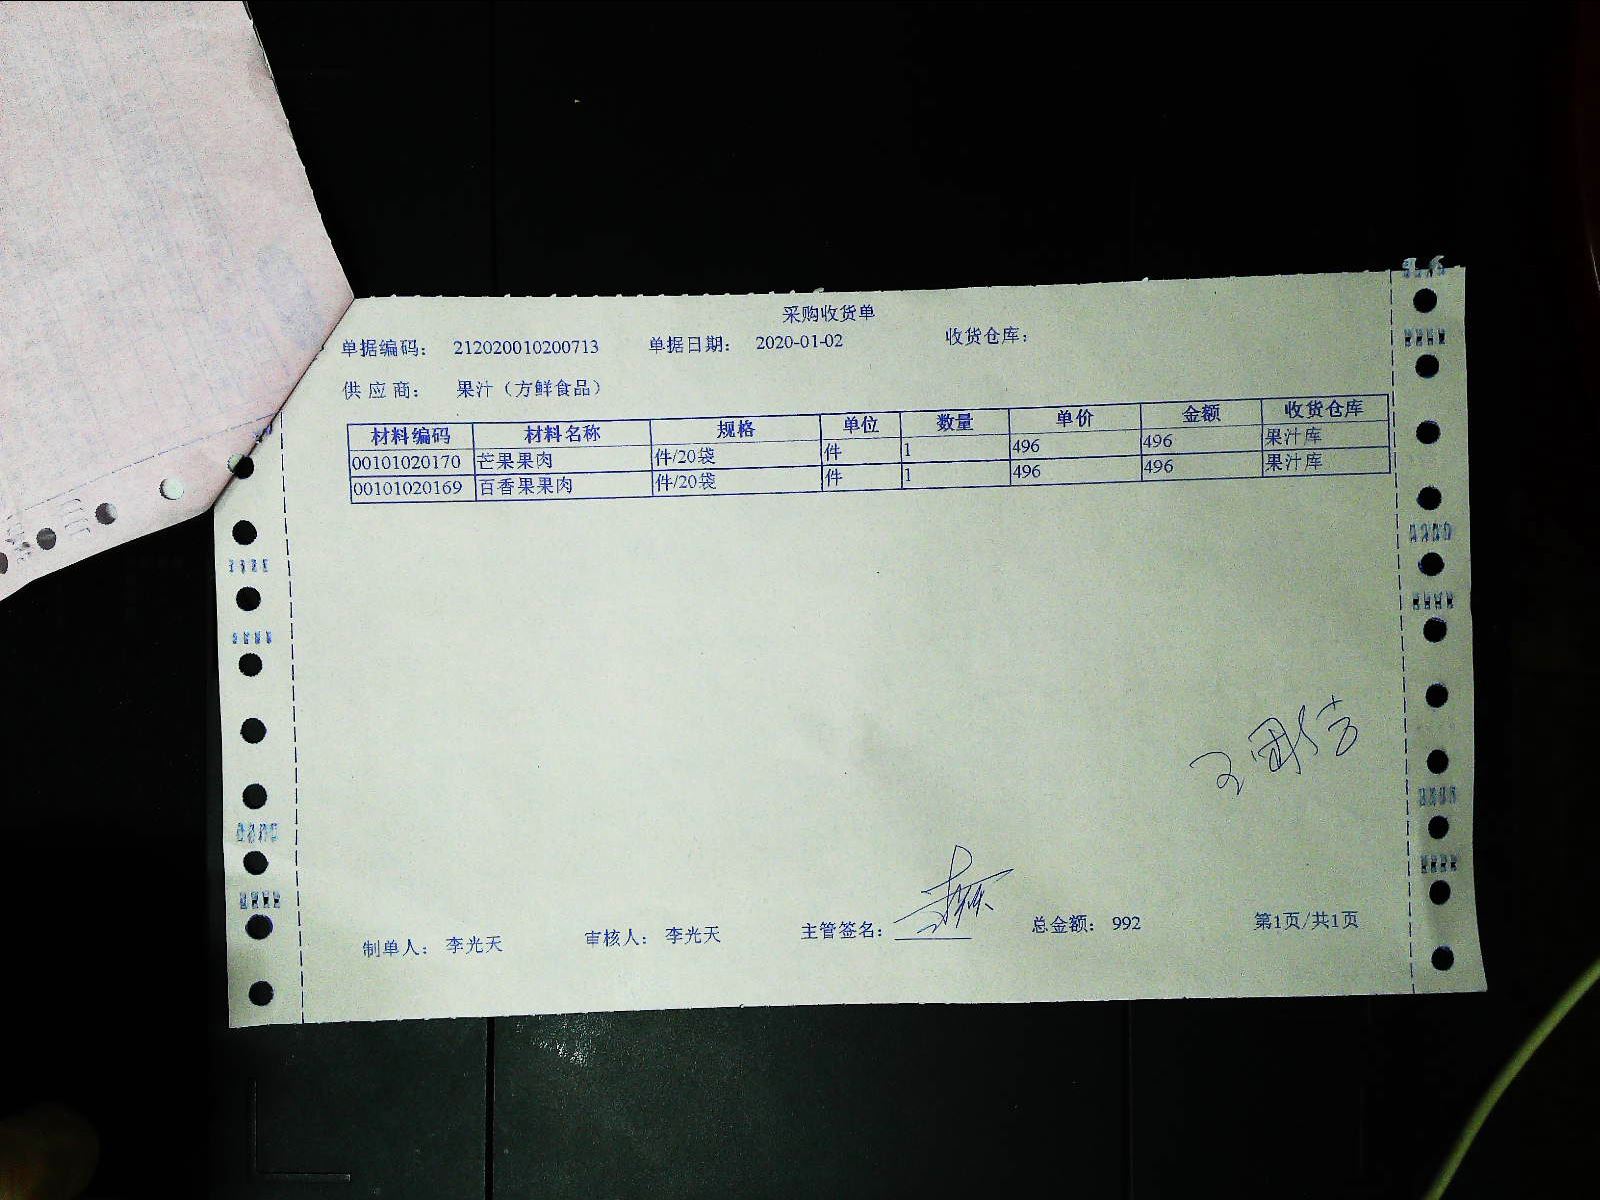 采购收货单
单据编码： 212020010200713 单据日期： 2020-01-02 收货仓库：
供 应 商： 果汁（方鲜食品）
材料编码 材料名称 规格 单位 数量 单价 金额 收货仓库
00101020170 芒果果肉 件/20袋 件 1 496 496 果汁库
00101020169 百香果果肉 件/20袋 件 1 496 496 果汁库
制单人： 李光天 审核人： 李光天 主管签名： 总金额： 992 第1页/共1页